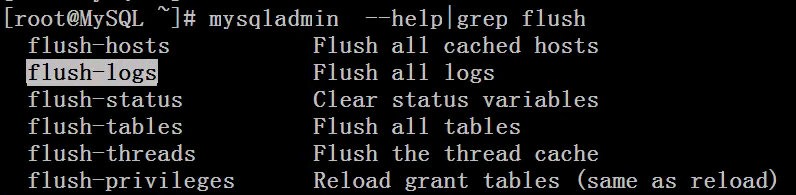 [root@MySQL ~]# mysqladmin  --help|grep flush
flush-hosts Flush all cached hosts
flush-logs Flush all logs
flush-status Clear status variables
flush-tables Flush all tables
flush-threads Flush the thread cache
flush-privileges Reload grant tables (same as reload)